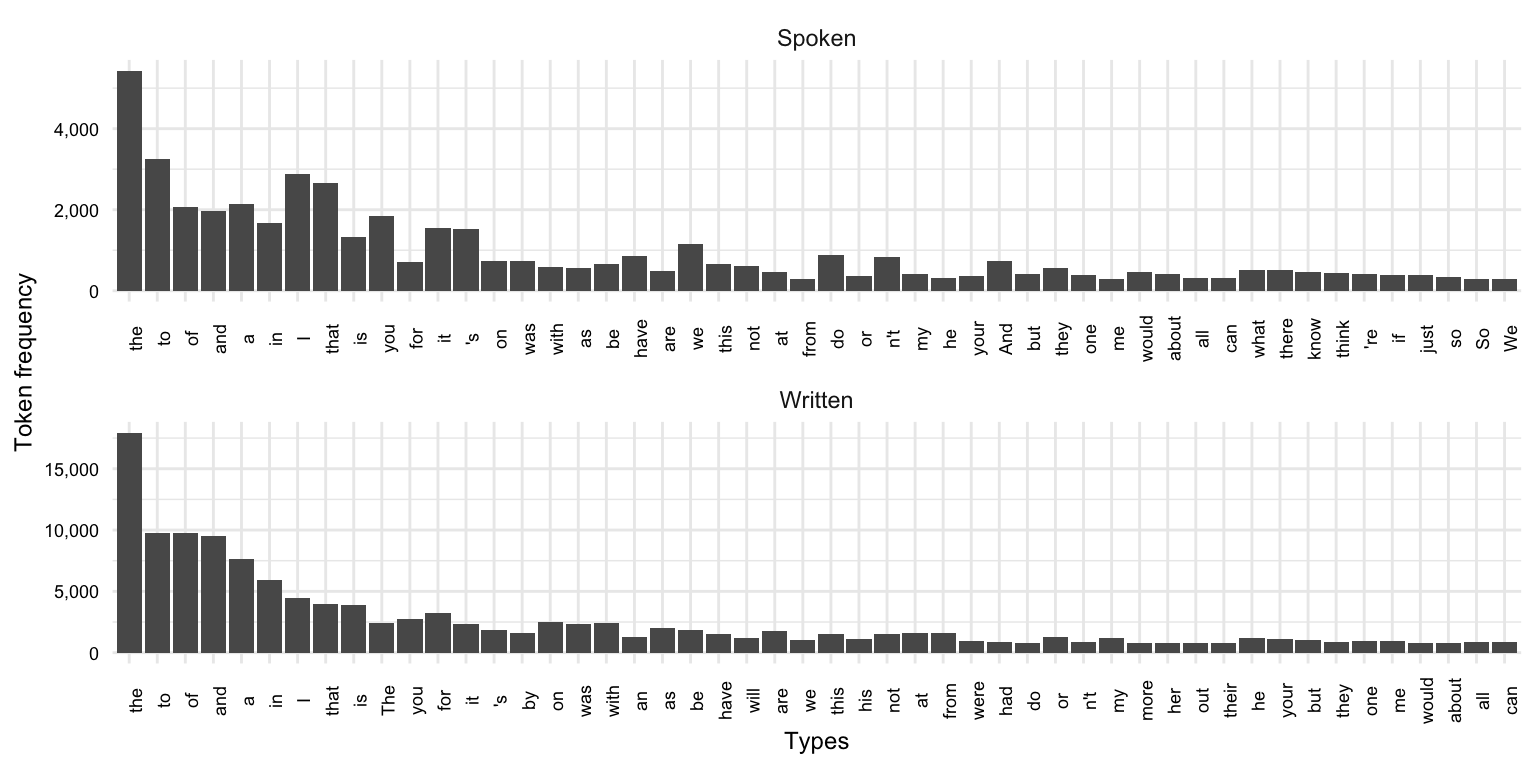 Spoken
4,000
2,000
0
the to of and a in I that is you for it 's on was with as be have are we this not at from do or n't my he your And but they one me would about all can what there know think 're if just so So We
Token frequency
Written
15,000
10,000
5,000
0
the to of and a in I that is The you for it 's by on was with an as be have will are we this his not at from were had do or n't my more her out their he your but they one me would about all can
Types